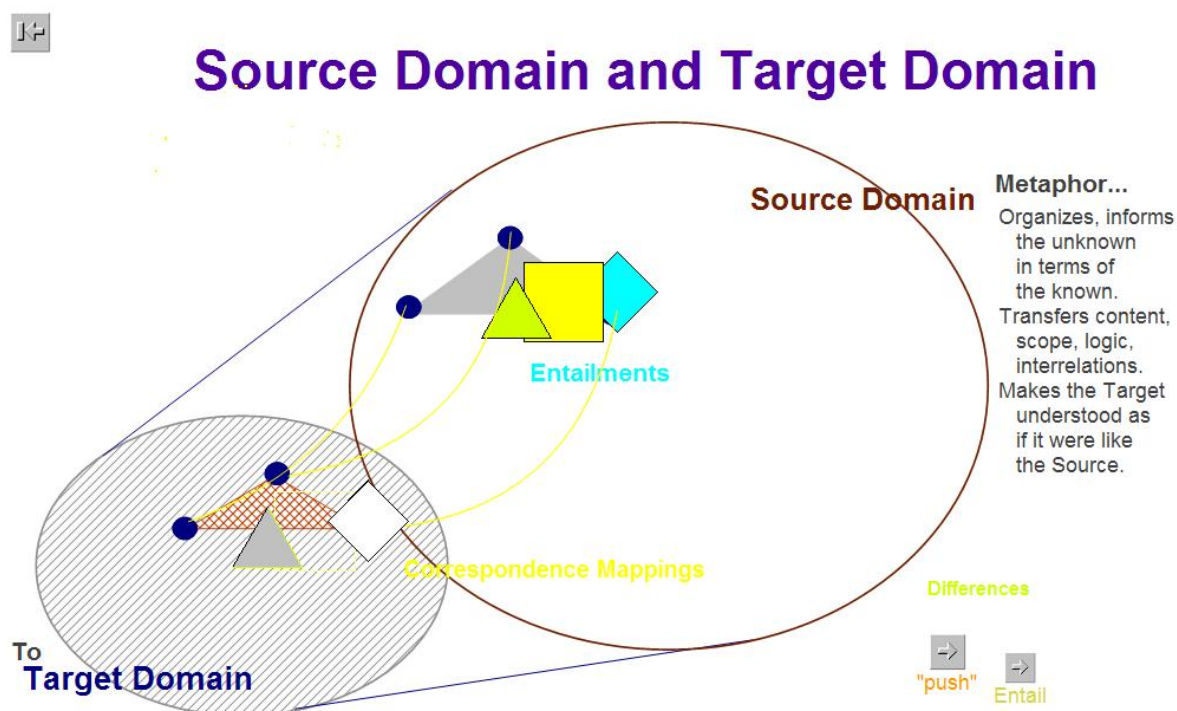 Source Domain and Target Domain
Source Domain
Metaphor...
Organizes, informs
the unknown
in terms of
the known.
Transfers content,
scope, logic,
interrelations.
Makes the Target
understood as
if it were like
the Source.
Entailments
Correspondence Mappings
Differences
To
Target Domain
"push"
Entail